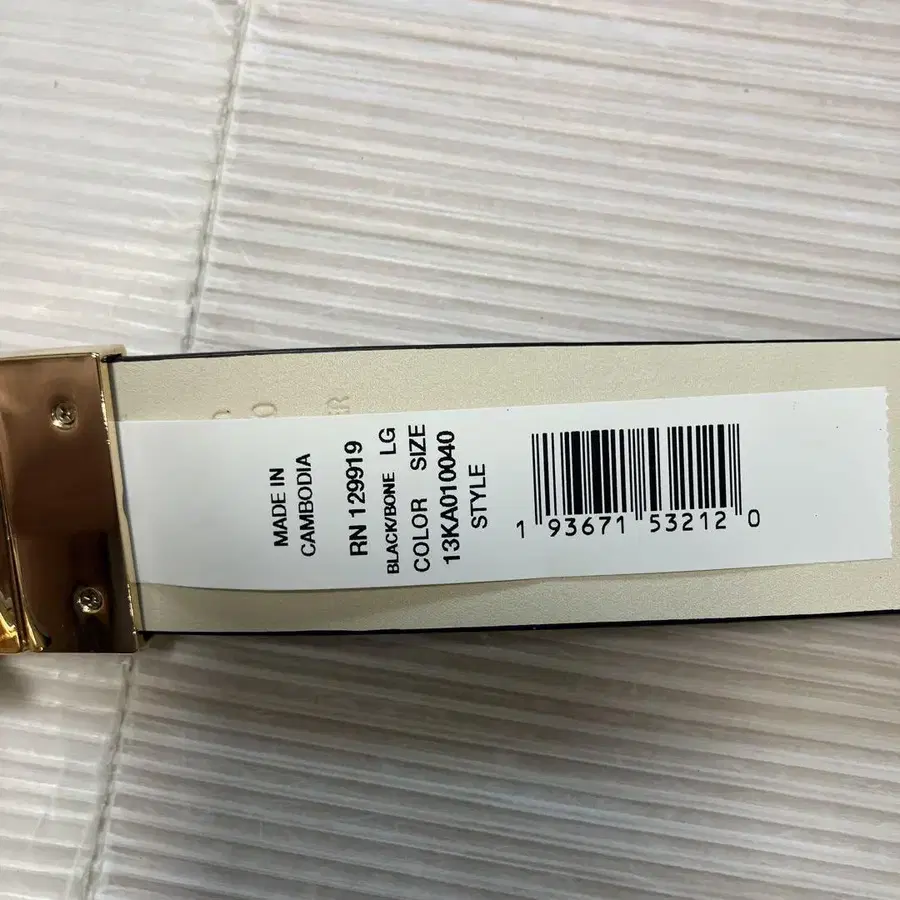 MADE IN
CAMBODIA
RN 129919
BLACK/BONE LG
COLOR SIZE
13KA010040
STYLE
1 93671 53212 0